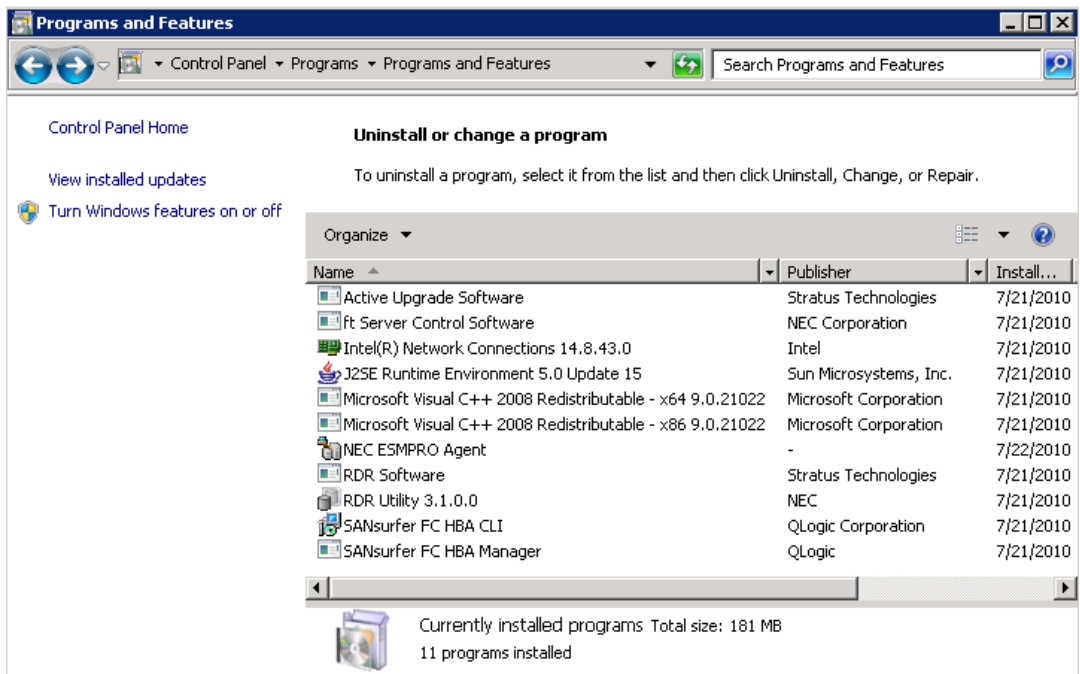 Programs and Features
Control Panel Programs Programs and Features Search Programs and Features
Control Panel Home
View installed updates
Turn Windows features on or off
Uninstall or change a program
To uninstall a program, select it from the list and then click Uninstall, Change, or Repair.
Organize
Name Publisher Install...
Active Upgrade Software Stratus Technologies 7/21/2010
ft Server Control Software NEC Corporation 7/21/2010
Intel(R) Network Connections 14.8.43.0 Intel 7/21/2010
J2SE Runtime Environment 5.0 Update 15 Sun Microsystems, Inc. 7/21/2010
Microsoft Visual C++ 2008 Redistributable - x64 9.0.21022 Microsoft Corporation 7/21/2010
Microsoft Visual C++ 2008 Redistributable - x86 9.0.21022 Microsoft Corporation 7/21/2010
NEC ESMPRO Agent - 7/22/2010
RDR Software Stratus Technologies 7/21/2010
RDR Utility 3.1.0.0 NEC 7/21/2010
SANsurfer FC HBA CLI QLogic Corporation 7/21/2010
SANsurfer FC HBA Manager QLogic 7/21/2010
Currently installed programs Total size: 181 MB
11 programs installed